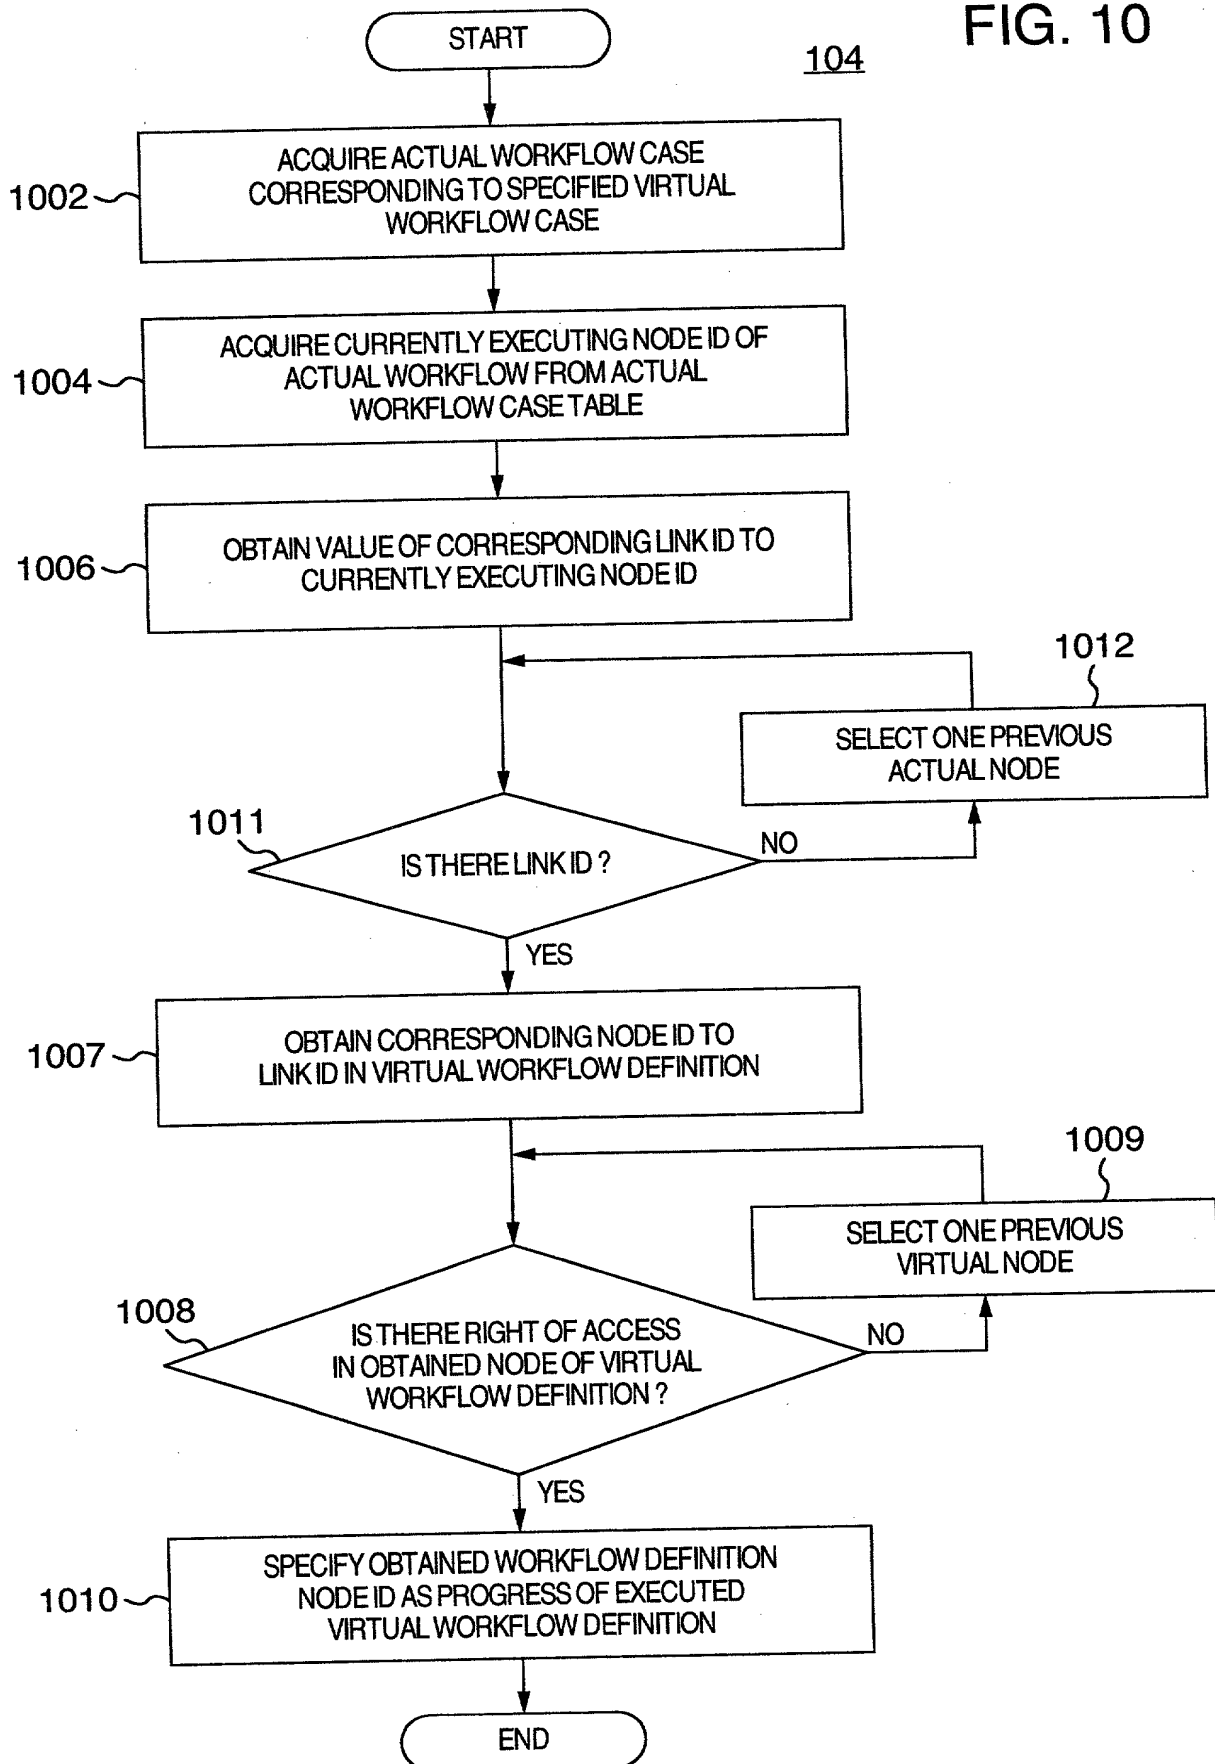 FIG. 10
104
START
1002
ACQUIRE ACTUAL WORKFLOW CASE
CORRESPONDING TO SPECIFIED VIRTUAL
WORKFLOW CASE
1004
ACQUIRE CURRENTLY EXECUTING NODE ID OF
ACTUAL WORKFLOW FROM ACTUAL
WORKFLOW CASE TABLE
1006
OBTAIN VALUE OF CORRESPONDING LINK ID TO
CURRENTLY EXECUTING NODE ID
1012
SELECT ONE PREVIOUS
ACTUAL NODE
1011
IS THERE LINK ID ?
NO
YES
1007
OBTAIN CORRESPONDING NODE ID TO
LINK ID IN VIRTUAL WORKFLOW DEFINITION
1009
SELECT ONE PREVIOUS
VIRTUAL NODE
1008
IS THERE RIGHT OF ACCESS
IN OBTAINED NODE OF VIRTUAL
WORKFLOW DEFINITION ?
NO
YES
1010
SPECIFY OBTAINED WORKFLOW DEFINITION
NODE ID AS PROGRESS OF EXECUTED
VIRTUAL WORKFLOW DEFINITION
END